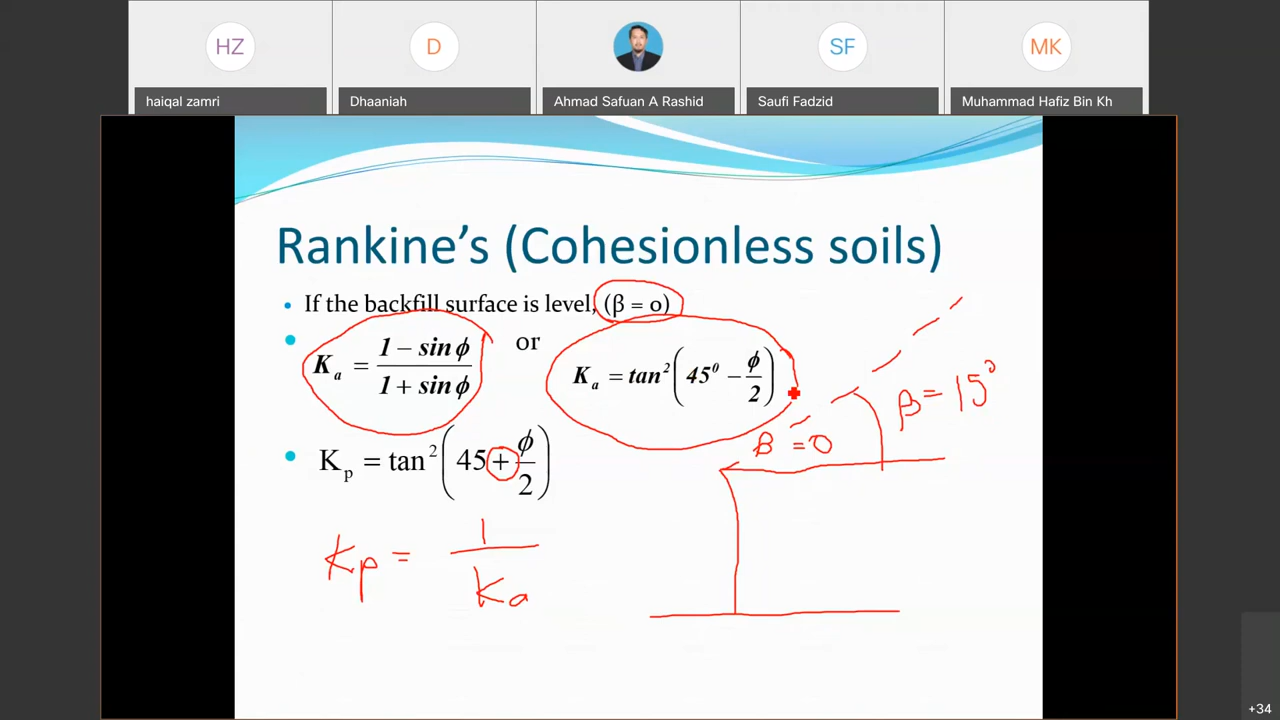 HZ D SF MK
haiqal zamri Dhaaniah Ahmad Safuan A Rashid Saufi Fadzid Muhammad Hafiz Bin Kh
Rankine's (Cohesionless soils)
• If the backfill surface is level, (β = 0)
• Kₐ = (1 − sin ϕ) / (1 + sin ϕ) or Kₐ = tan² (45⁰ − ϕ/2)
β = 15°
β = 0
• Kₚ = tan² (45 + ϕ/2)
Kp = 1 / Ka
+34